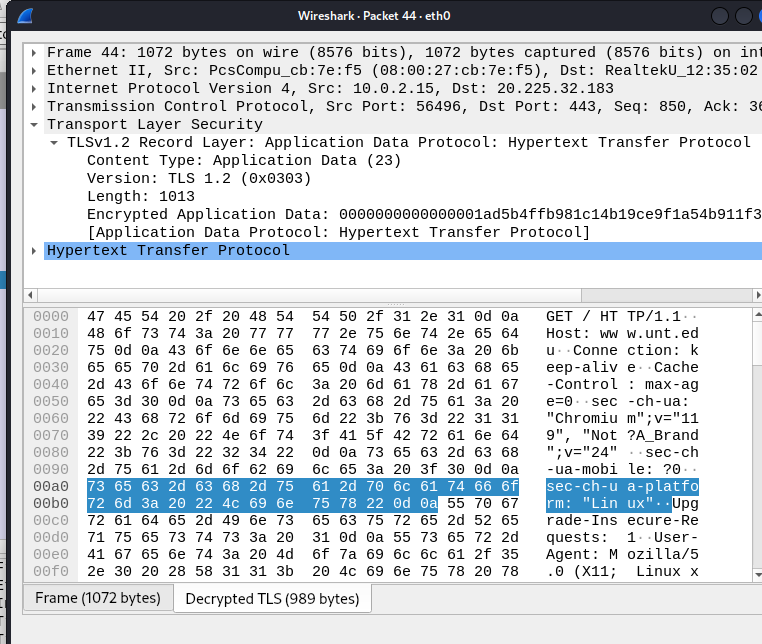 Wireshark · Packet 44 · eth0
Frame 44: 1072 bytes on wire (8576 bits), 1072 bytes captured (8576 bits) on int
Ethernet II, Src: PcsCompu_cb:7e:f5 (08:00:27:cb:7e:f5), Dst: RealtekU_12:35:02
Internet Protocol Version 4, Src: 10.0.2.15, Dst: 20.225.32.183
Transmission Control Protocol, Src Port: 56496, Dst Port: 443, Seq: 850, Ack: 36
Transport Layer Security
TLSv1.2 Record Layer: Application Data Protocol: Hypertext Transfer Protocol
Content Type: Application Data (23)
Version: TLS 1.2 (0x0303)
Length: 1013
Encrypted Application Data: 0000000000000001ad5b4ffb981c14b19ce9f1a54b911f3
[Application Data Protocol: Hypertext Transfer Protocol]
Hypertext Transfer Protocol
0000 47 45 54 20 2f 20 48 54 54 50 2f 31 2e 31 0d 0a GET / HT TP/1.1··
0010 48 6f 73 74 3a 20 77 77 77 2e 75 6e 74 2e 65 64 Host: ww w.unt.ed
0020 75 0d 0a 43 6f 6e 6e 65 63 74 69 6f 6e 3a 20 6b u··Conne ction: k
0030 65 65 70 2d 61 6c 69 76 65 0d 0a 43 61 63 68 65 eep-aliv e··Cache
0040 2d 43 6f 6e 74 72 6f 6c 3a 20 6d 61 78 2d 61 67 -Control : max-ag
0050 65 3d 30 0d 0a 73 65 63 2d 63 68 2d 75 61 3a 20 e=0··sec -ch-ua:
0060 22 43 68 72 6f 6d 69 75 6d 22 3b 76 3d 22 31 31 "Chromiu m";v="11
0070 39 22 2c 20 22 4e 6f 74 3f 41 5f 42 72 61 6e 64 9", "Not ?A_Brand
0080 22 3b 76 3d 22 32 34 22 0d 0a 73 65 63 2d 63 68 ";v="24" ··sec-ch
0090 2d 75 61 2d 6d 6f 62 69 6c 65 3a 20 3f 30 0d 0a -ua-mobi le: ?0··
00a0 73 65 63 2d 63 68 2d 75 61 2d 70 6c 61 74 66 6f sec-ch-u a-platfo
00b0 72 6d 3a 20 22 4c 69 6e 75 78 22 0d 0a 55 70 67 rm: "Lin ux"··Upg
00c0 72 61 64 65 2d 49 6e 73 65 63 75 72 65 2d 52 65 rade-Ins ecure-Re
00d0 71 75 65 73 74 73 3a 20 31 0d 0a 55 73 65 72 2d quests: 1··User-
00e0 41 67 65 6e 74 3a 20 4d 6f 7a 69 6c 6c 61 2f 35 Agent: M ozilla/5
00f0 2e 30 20 28 58 31 31 3b 20 4c 69 6e 75 78 20 78 .0 (X11; Linux x
Frame (1072 bytes)
Decrypted TLS (989 bytes)